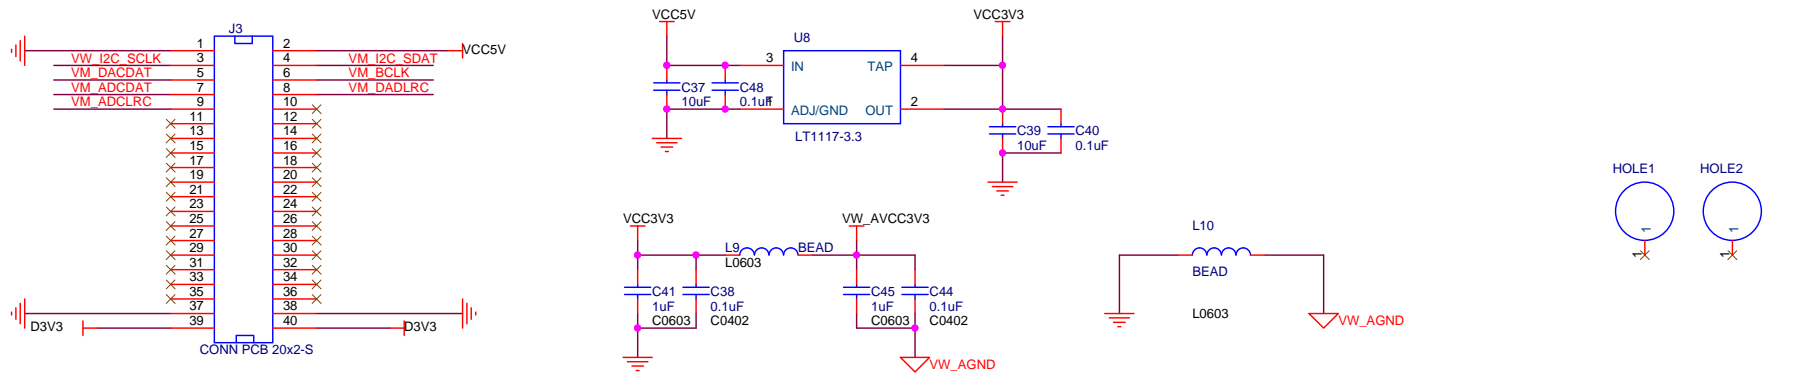 J3
1 2 VCC5V
VW_I2C_SCLK 3 4 VM_I2C_SDAT
VM_DACDAT 5 6 VM_BCLK
VM_ADCDAT 7 8 VM_DADLRC
VM_ADCLRC 9 10
11 12
13 14
15 16
17 18
19 20
21 22
23 24
25 26
27 28
29 30
31 32
33 34
35 36
37 38
D3V3 39 40 D3V3
CONN PCB 20x2-S
VCC5V
VCC3V3
U8
3 IN TAP 4
C37
10uF
C48
0.1uF
1 ADJ/GND OUT 2
LT1117-3.3
C39
10uF
C40
0.1uF
VCC3V3
VW_AVCC3V3
L9 BEAD
L0603
C41
1uF
C0603
C38
0.1uF
C0402
C45
1uF
C0603
C44
0.1uF
C0402
VW_AGND
L10
BEAD
L0603
VW_AGND
HOLE1
1
1
HOLE2
1
1